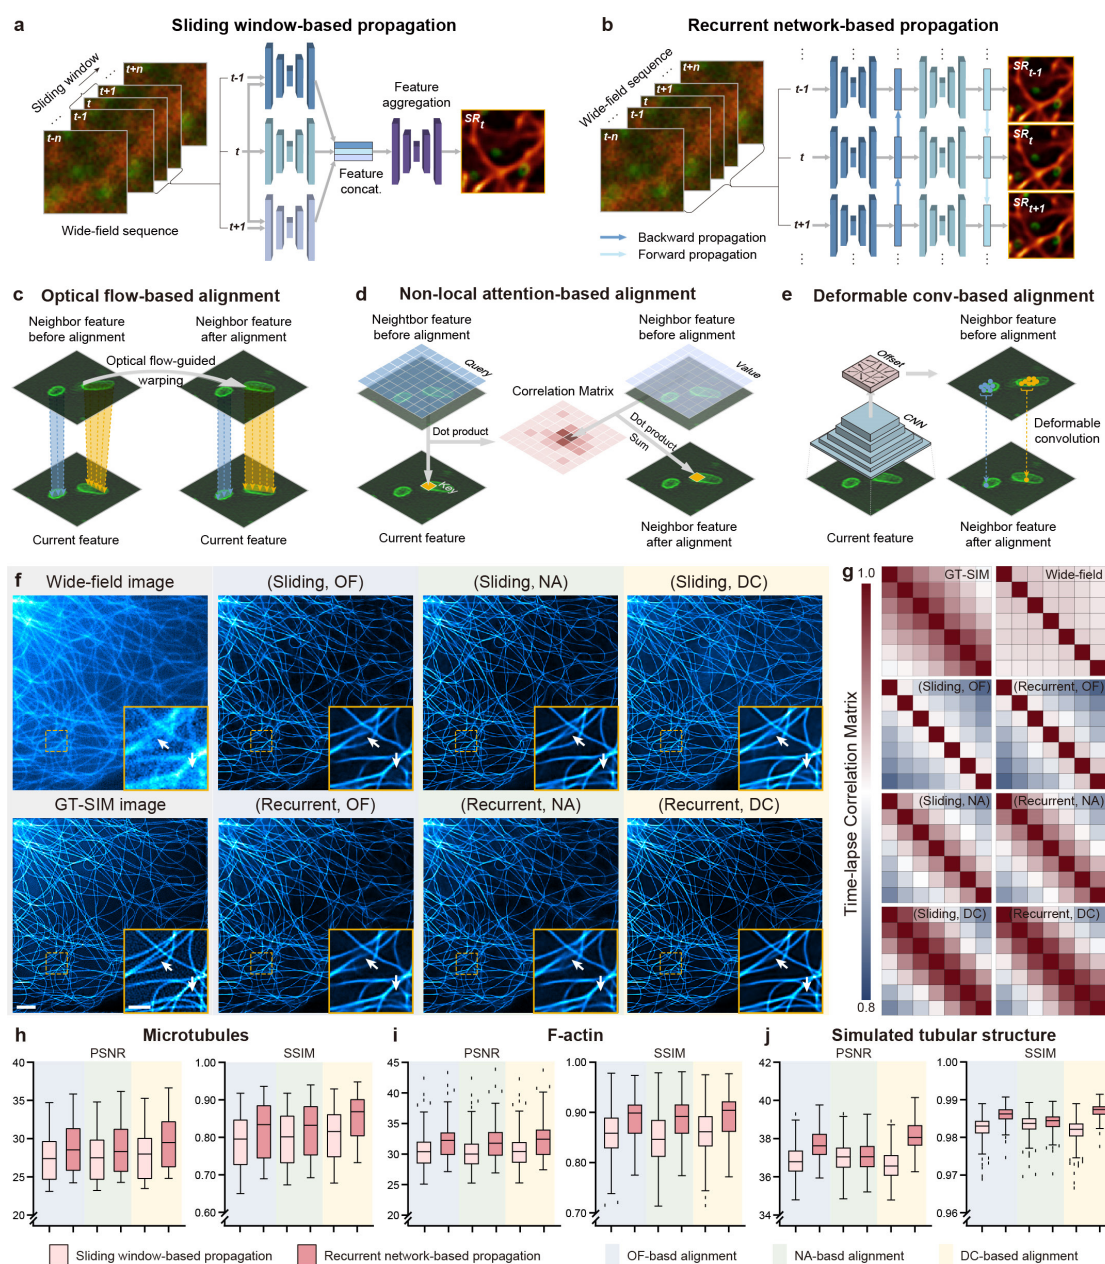 a Sliding window-based propagation
Sliding window
...
t+n
t+1
t
t-1
...
t-n
Wide-field sequence
t-1
t
t+1
Feature
concat.
Feature
aggregation
SRt
b Recurrent network-based propagation
Wide-field sequence
...
t+n
t+1
t
t-1
...
t-n
Backward propagation
Forward propagation
t-1
t
t+1
SRt-1
SRt
SRt+1
c Optical flow-based alignment
Neighbor feature
before alignment
Neighbor feature
after alignment
Optical flow-guided
warping
Current feature
Current feature
d Non-local attention-based alignment
Neightbor feature
before alignment
Query
Dot product
Key
Current feature
Correlation Matrix
Neighbor feature
before alignment
Value
Dot product
Sum
Neighbor feature
after alignment
e Deformable conv-based alignment
Offset
CNN
Current feature
Neighbor feature
before alignment
Deformable
convolution
Neighbor feature
after alignment
f Wide-field image
(Sliding, OF)
(Sliding, NA)
(Sliding, DC)
GT-SIM image
(Recurrent, OF)
(Recurrent, NA)
(Recurrent, DC)
g
1.0
Time-lapse Correlation Matrix
0.8
GT-SIM
Wide-field
(Sliding, OF)
(Recurrent, OF)
(Sliding, NA)
(Recurrent, NA)
(Sliding, DC)
Recurrent, DC)
h Microtubules
PSNR
40
35
30
25
20
SSIM
1.00
0.90
0.80
0.70
0.60
i F-actin
PSNR
45
40
35
30
25
20
SSIM
1.00
0.90
0.80
0.70
j Simulated tubular structure
PSNR
42
40
38
36
34
SSIM
1.00
0.99
0.98
0.97
0.96
Sliding window-based propagation
Recurrent network-based propagation
OF-basd alignment
NA-basd alignment
DC-based alignment